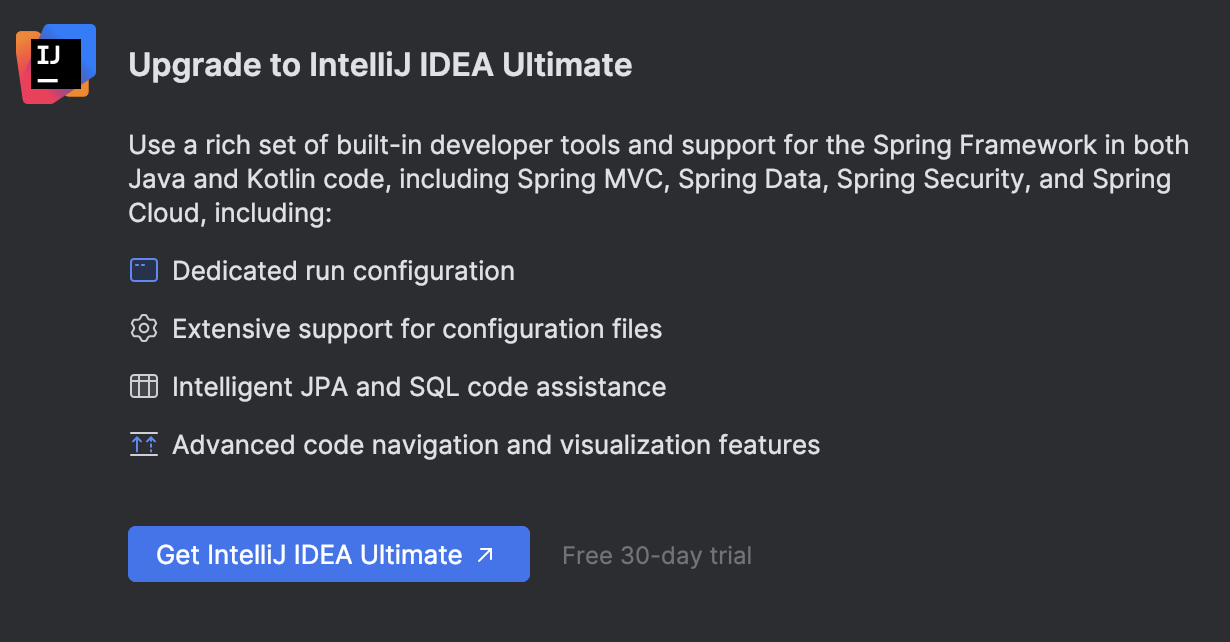 IJ
Upgrade to IntelliJ IDEA Ultimate
Use a rich set of built-in developer tools and support for the Spring Framework in both
Java and Kotlin code, including Spring MVC, Spring Data, Spring Security, and Spring
Cloud, including:
Dedicated run configuration
Extensive support for configuration files
Intelligent JPA and SQL code assistance
Advanced code navigation and visualization features
Get IntelliJ IDEA Ultimate ↗ Free 30-day trial